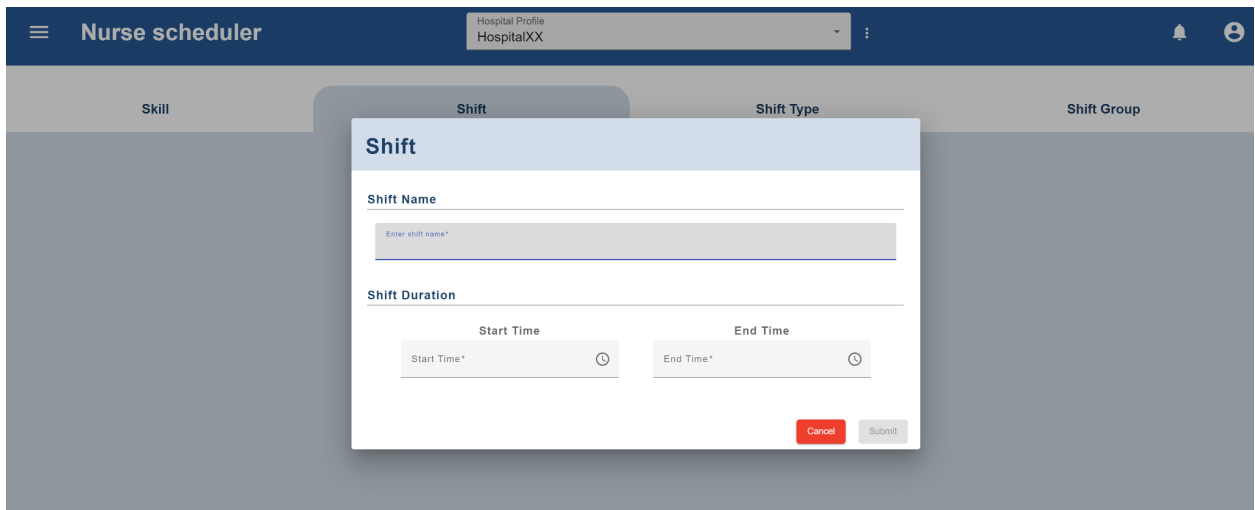 Nurse scheduler
Hospital Profile
HospitalXX
Skill
Shift
Shift Type
Shift Group
Shift
Shift Name
Enter shift name*
Shift Duration
Start Time
End Time
Start Time*
End Time*
Cancel
Submit